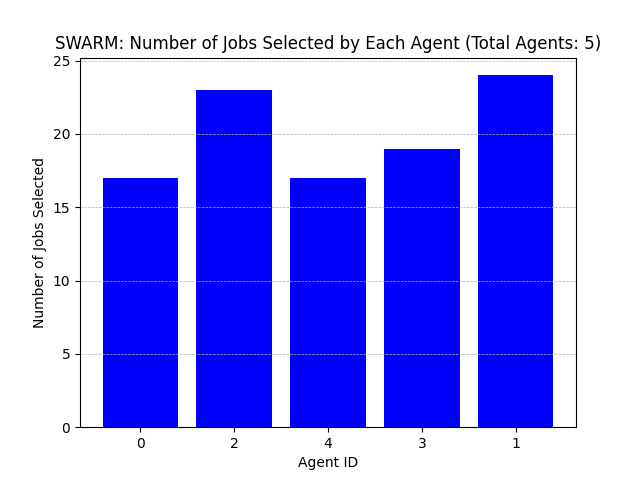 SWARM: Number of Jobs Selected by Each Agent (Total Agents: 5)
25
20
15
10
5
0
Number of Jobs Selected
0 2 4 3 1
Agent ID